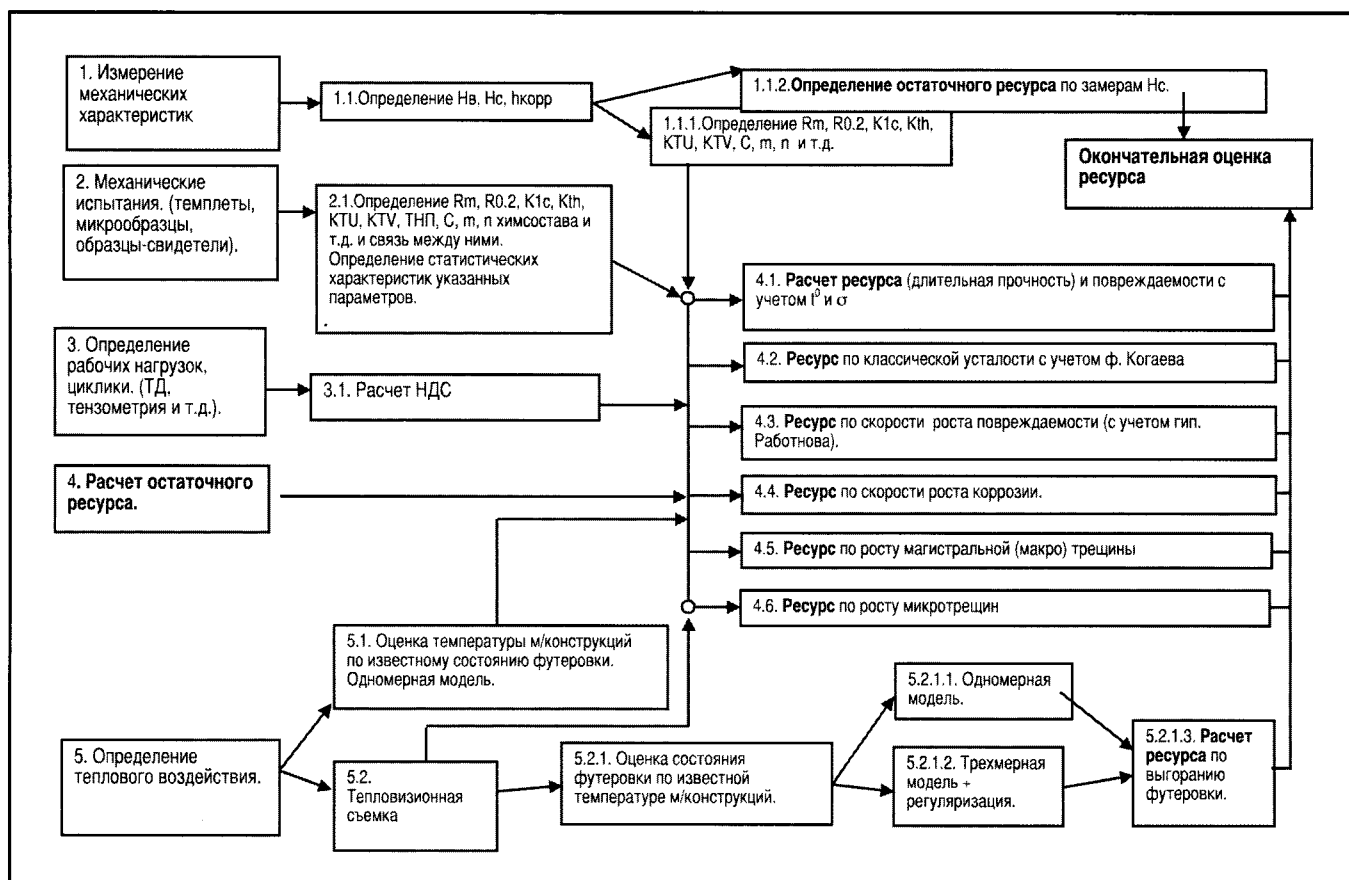 1. Измерение
механических
характеристик
1.1.Определение Нв, Нс, hкорр
1.1.2.Определение остаточного ресурса по замерам Нс.
1.1.1.Определение Rm, R0.2, K1c, Kth,
KTU, KTV, C, m, n и т.д.
Окончательная оценка
ресурса
2. Механические
испытания. (темплеты,
микрообразцы,
образцы-свидетели).
2.1.Определение Rm, R0.2, K1c, Kth,
KTU, KTV, ТНП, C, m, n химсостава и
т.д. и связь между ними.
Определение статистических
характеристик указанных
параметров.
3. Определение
рабочих нагрузок,
циклики. (ТД,
тензометрия и т.д.).
3.1. Расчет НДС
4. Расчет остаточного
ресурса.
4.1. Расчет ресурса (длительная прочность) и повреждаемости с
учетом t⁰ и σ
4.2. Ресурс по классической усталости с учетом ф. Когаева
4.3. Ресурс по скорости роста повреждаемости (с учетом гип.
Работнова).
4.4. Ресурс по скорости роста коррозии.
4.5. Ресурс по росту магистральной (макро) трещины
4.6. Ресурс по росту микротрещин
5. Определение
теплового воздействия.
5.1. Оценка температуры м/конструкций
по известному состоянию футеровки.
Одномерная модель.
5.2.
Тепловизионная
съемка
5.2.1. Оценка состояния
футеровки по известной
температуре м/конструкций.
5.2.1.1. Одномерная
модель.
5.2.1.2. Трехмерная
модель +
регуляризация.
5.2.1.3. Расчет
ресурса по
выгоранию
футеровки.